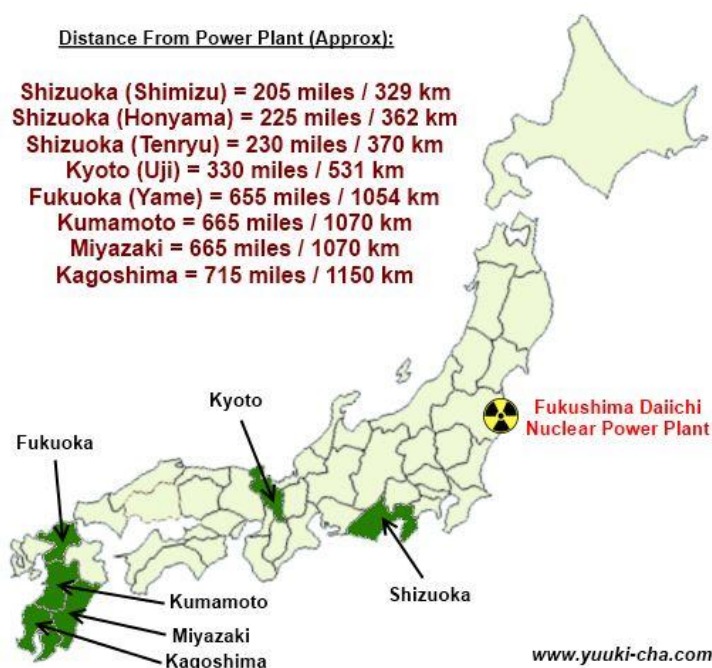 Distance From Power Plant (Approx):
Shizuoka (Shimizu) = 205 miles / 329 km
Shizuoka (Honyama) = 225 miles / 362 km
Shizuoka (Tenryu) = 230 miles / 370 km
Kyoto (Uji) = 330 miles / 531 km
Fukuoka (Yame) = 655 miles / 1054 km
Kumamoto = 665 miles / 1070 km
Miyazaki = 665 miles / 1070 km
Kagoshima = 715 miles / 1150 km
Kyoto
Fukushima Daiichi
Nuclear Power Plant
Fukuoka
Shizuoka
Kumamoto
Miyazaki
Kagoshima
www.yuuki-cha.com